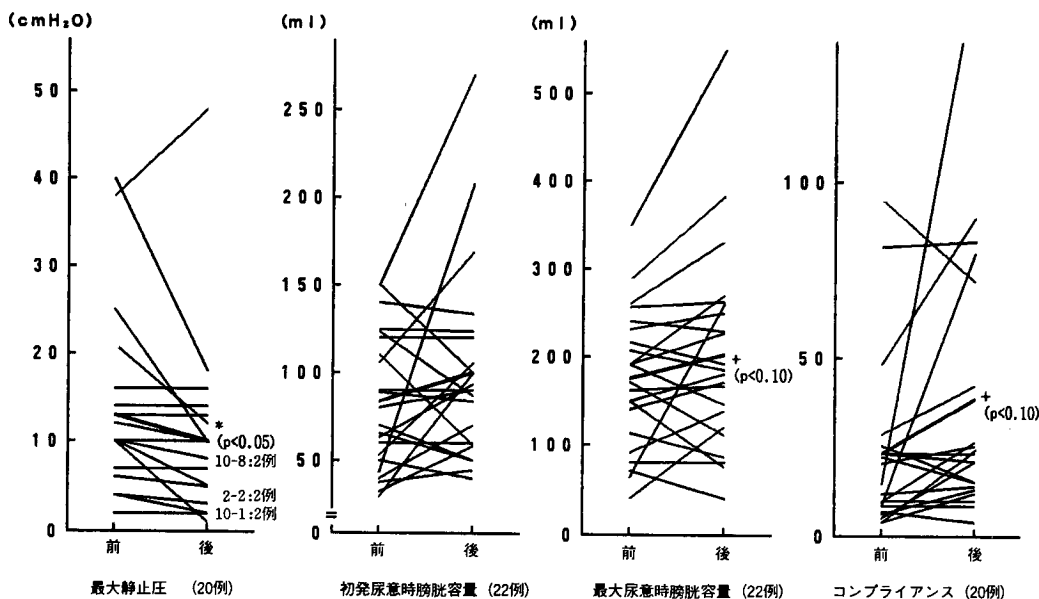 (cmH₂O)
50
40
30
20
10
0
*
(p<0.05)
10-8:2例
2-2:2例
10-1:2例
前
後
最大静止圧 (20例)
(ml)
250
200
150
100
50
0
前
後
初発尿意時膀胱容量 (22例)
(ml)
500
400
300
200
100
0
+
(p<0.10)
前
後
最大尿意時膀胱容量 (22例)
100
50
0
+
(p<0.10)
前
後
コンプライアンス (20例)